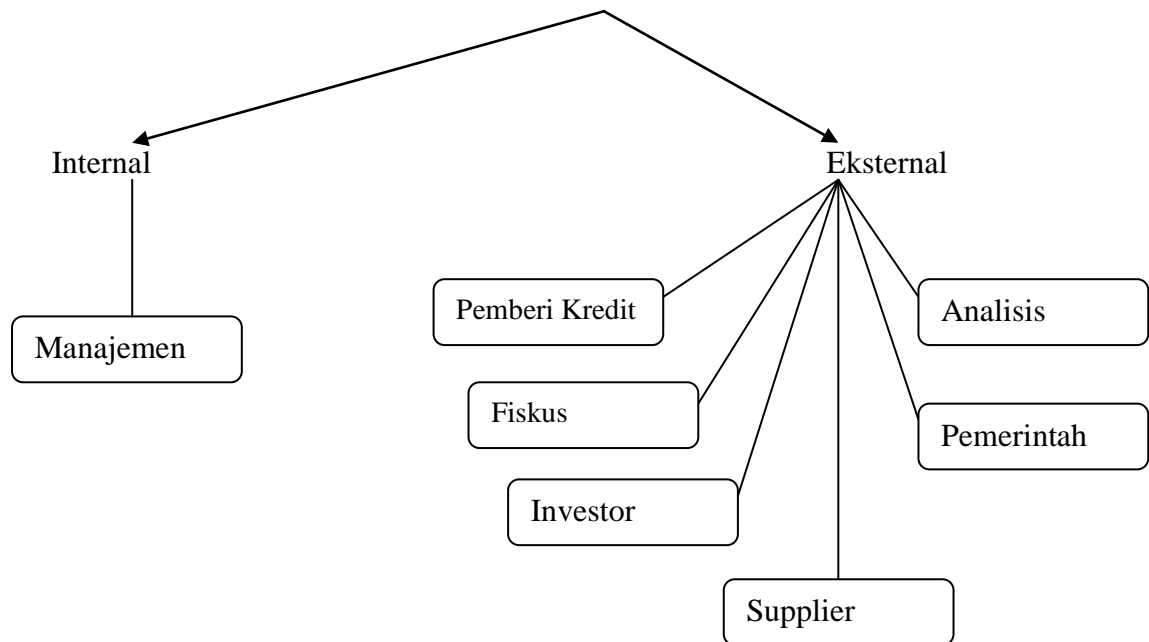 Internal
Eksternal
Pemberi Kredit
Analisis
Manajemen
Fiskus
Pemerintah
Investor
Supplier